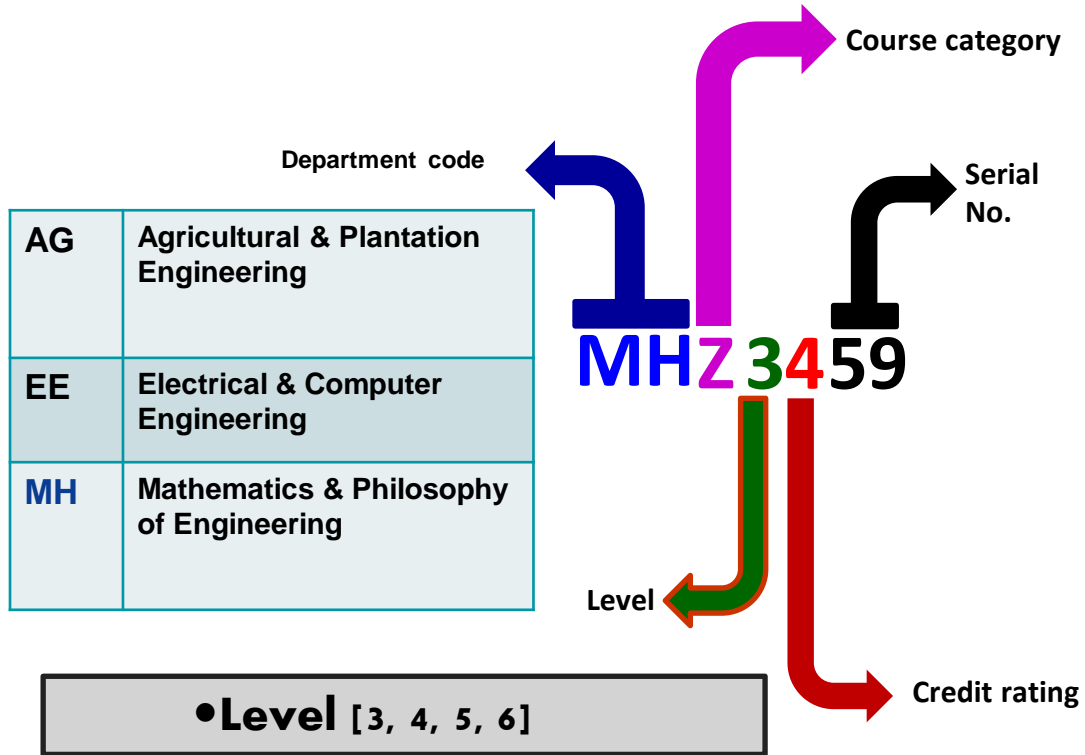 Course category
Department code
Serial
No.
AG
Agricultural & Plantation
Engineering
EE
Electrical & Computer
Engineering
MH
Mathematics & Philosophy
of Engineering
MHZ3459
Level
Credit rating
•Level [3, 4, 5, 6]